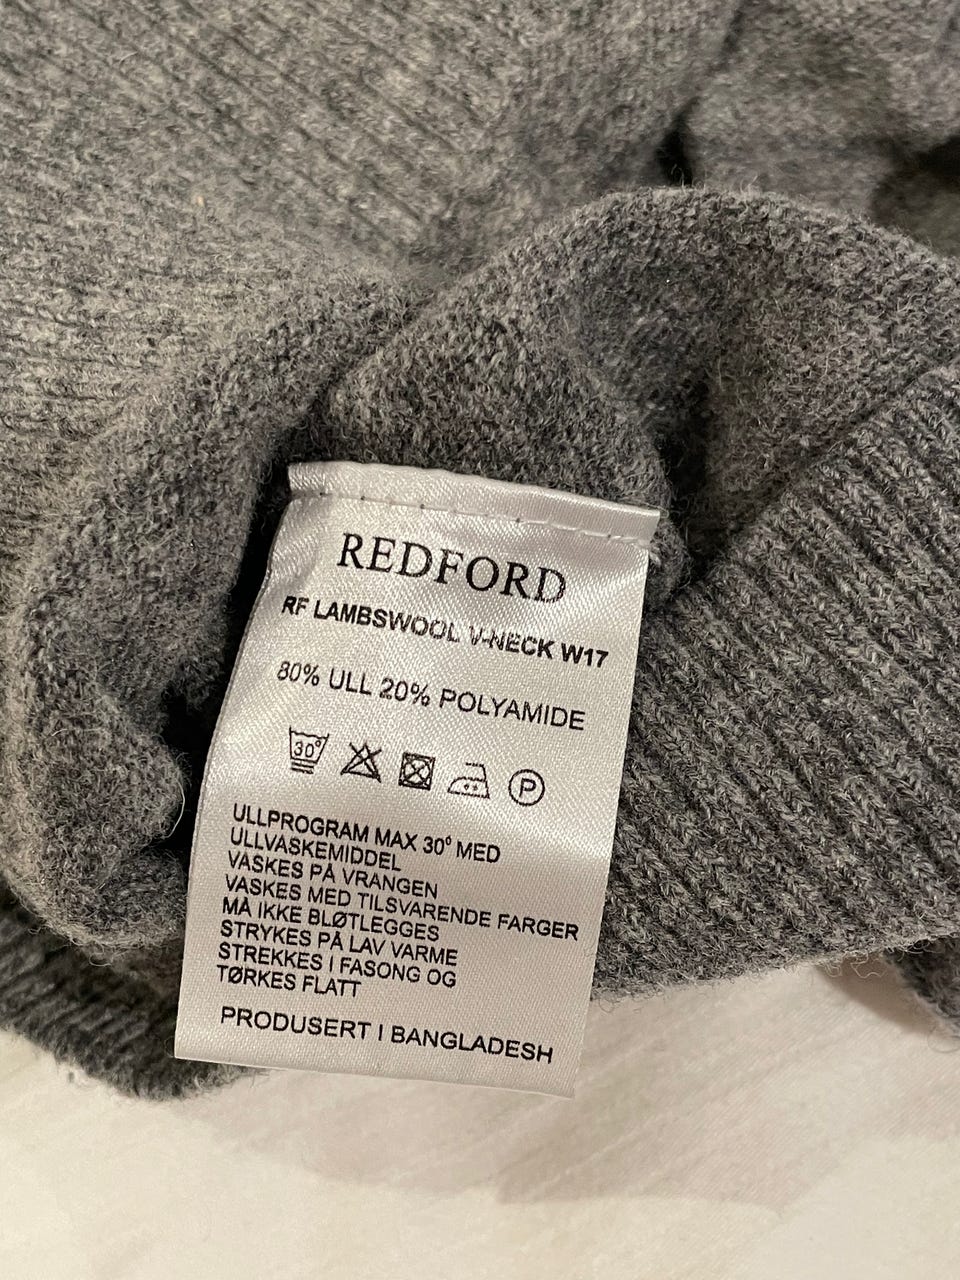 REDFORD
RF LAMBSWOOL V-NECK W17
80% ULL 20% POLYAMIDE
30° P
ULLPROGRAM MAX 30° MED
ULLVASKEMIDDEL
VASKES PÅ VRANGEN
VASKES MED TILSVARENDE FARGER
MÅ IKKE BLØTLEGGES
STRYKES PÅ LAV VARME
STREKKES I FASONG OG
TØRKES FLATT
PRODUSERT I BANGLADESH